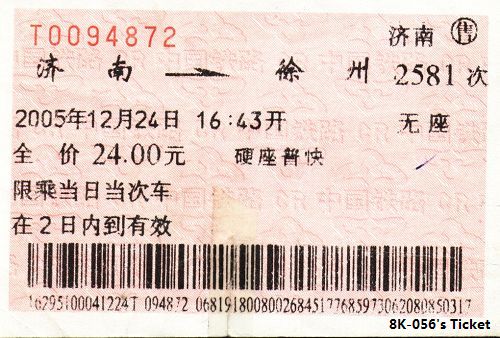 T0094872 济南 售
济南 → 徐州 2581次
2005年12月24日 16:43开 无座
全价24.00元 硬座普快
限乘当日当次车
在2日内到有效
16295100041224T 094872 06819180080026845177685973062080850317
8K-056's Ticket